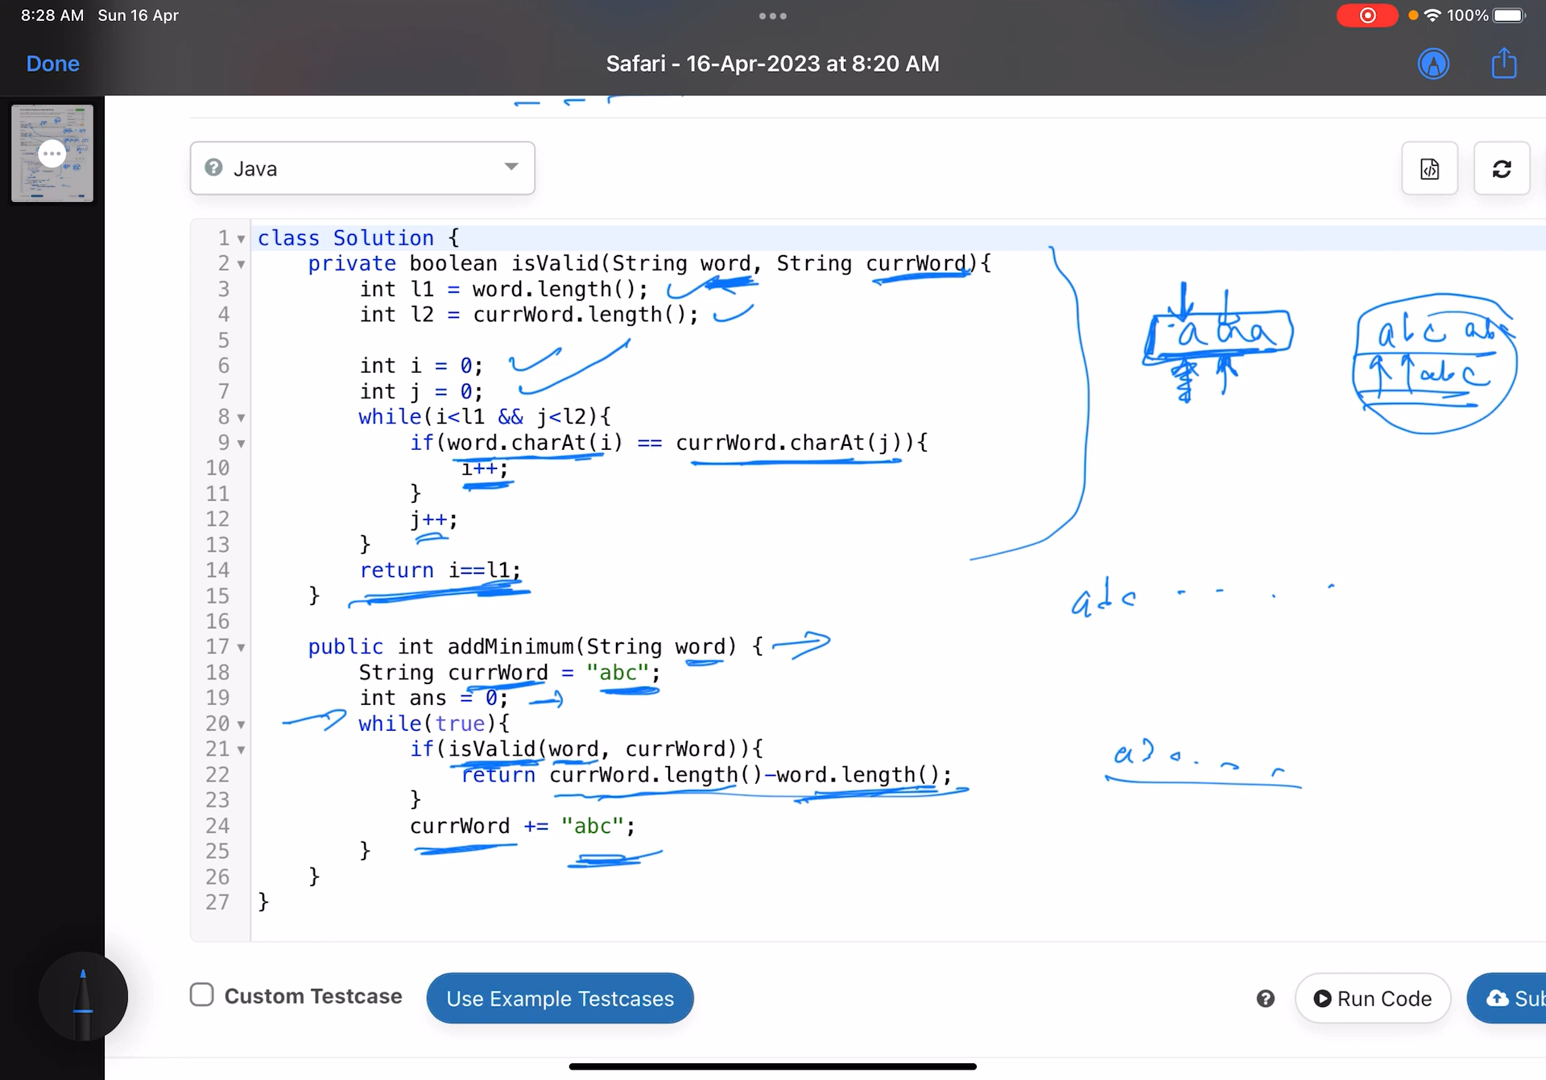 8:28 AM Sun 16 Apr
100%
Done
Safari - 16-Apr-2023 at 8:20 AM
Java
1 class Solution {
2 private boolean isValid(String word, String currWord){
3 int l1 = word.length();
4 int l2 = currWord.length();
5
6 int i = 0;
7 int j = 0;
8 while(i<l1 && j<l2){
9 if(word.charAt(i) == currWord.charAt(j)){
10 i++;
11 }
12 j++;
13 }
14 return i==l1;
15 }
16
17 public int addMinimum(String word) {
18 String currWord = "abc";
19 int ans = 0;
20 while(true){
21 if(isValid(word, currWord)){
22 return currWord.length()-word.length();
23 }
24 currWord += "abc";
25 }
26 }
27 }
abc abc
abc
abc
Custom Testcase
Use Example Testcases
Run Code
Sub